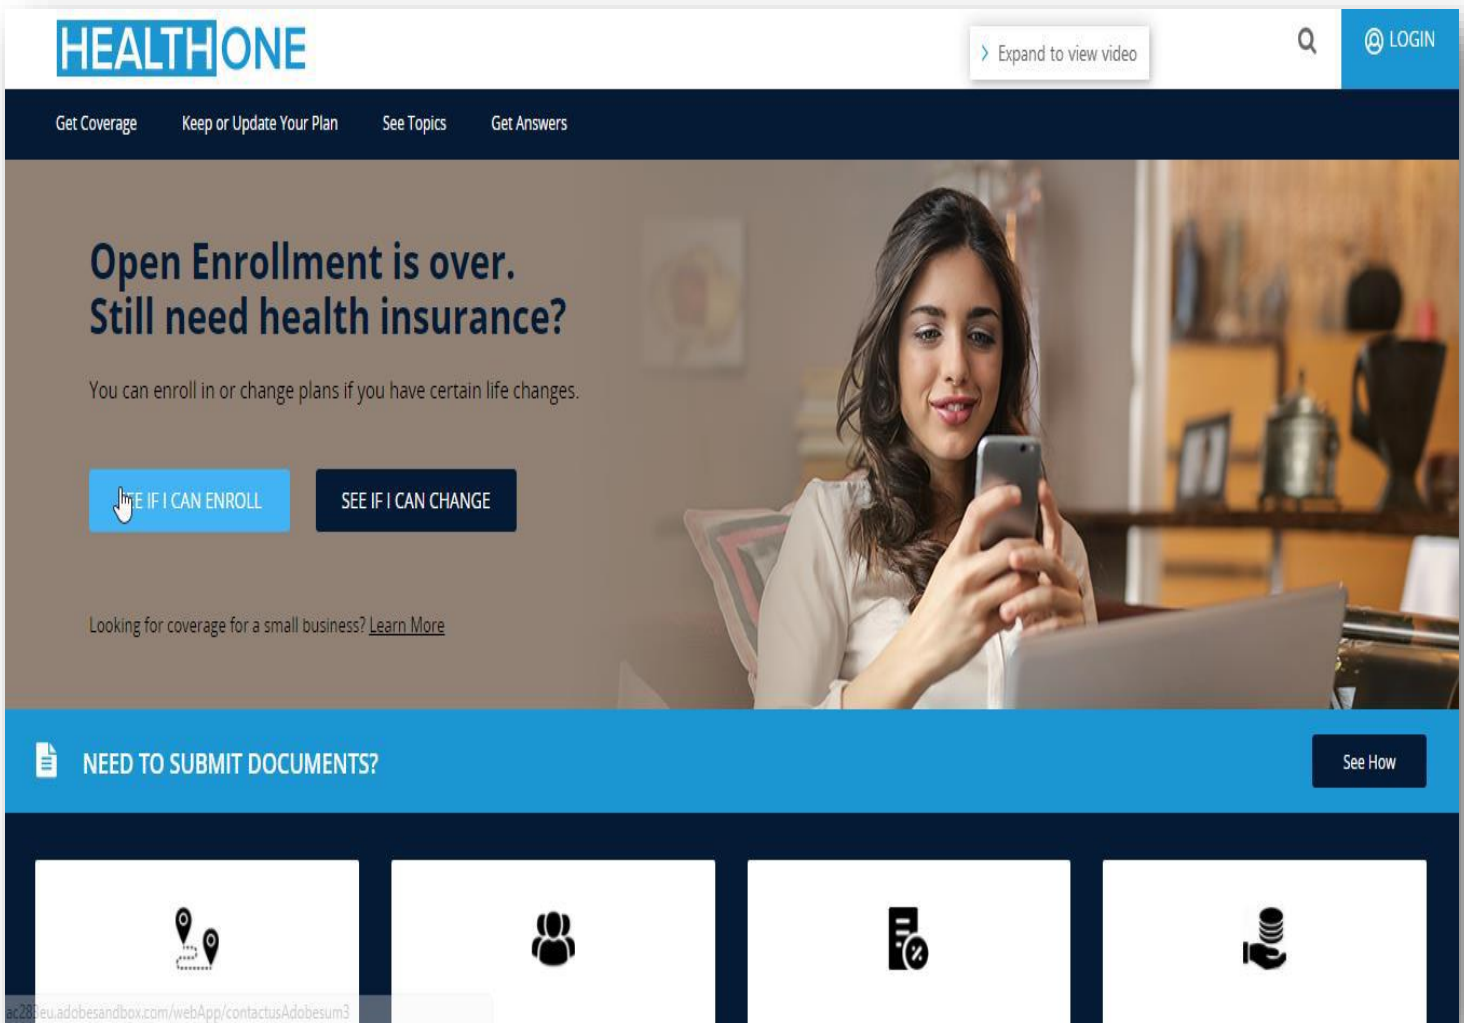 HEALTHONE
Expand to view video
LOGIN
Get Coverage
Keep or Update Your Plan
See Topics
Get Answers
Open Enrollment is over.
Still need health insurance?
You can enroll in or change plans if you have certain life changes.
IF I CAN ENROLL
SEE IF I CAN CHANGE
Looking for coverage for a small business? Learn More
NEED TO SUBMIT DOCUMENTS?
See How
ac283eu.adobesandbox.com/webApp/contactusAdobesum3